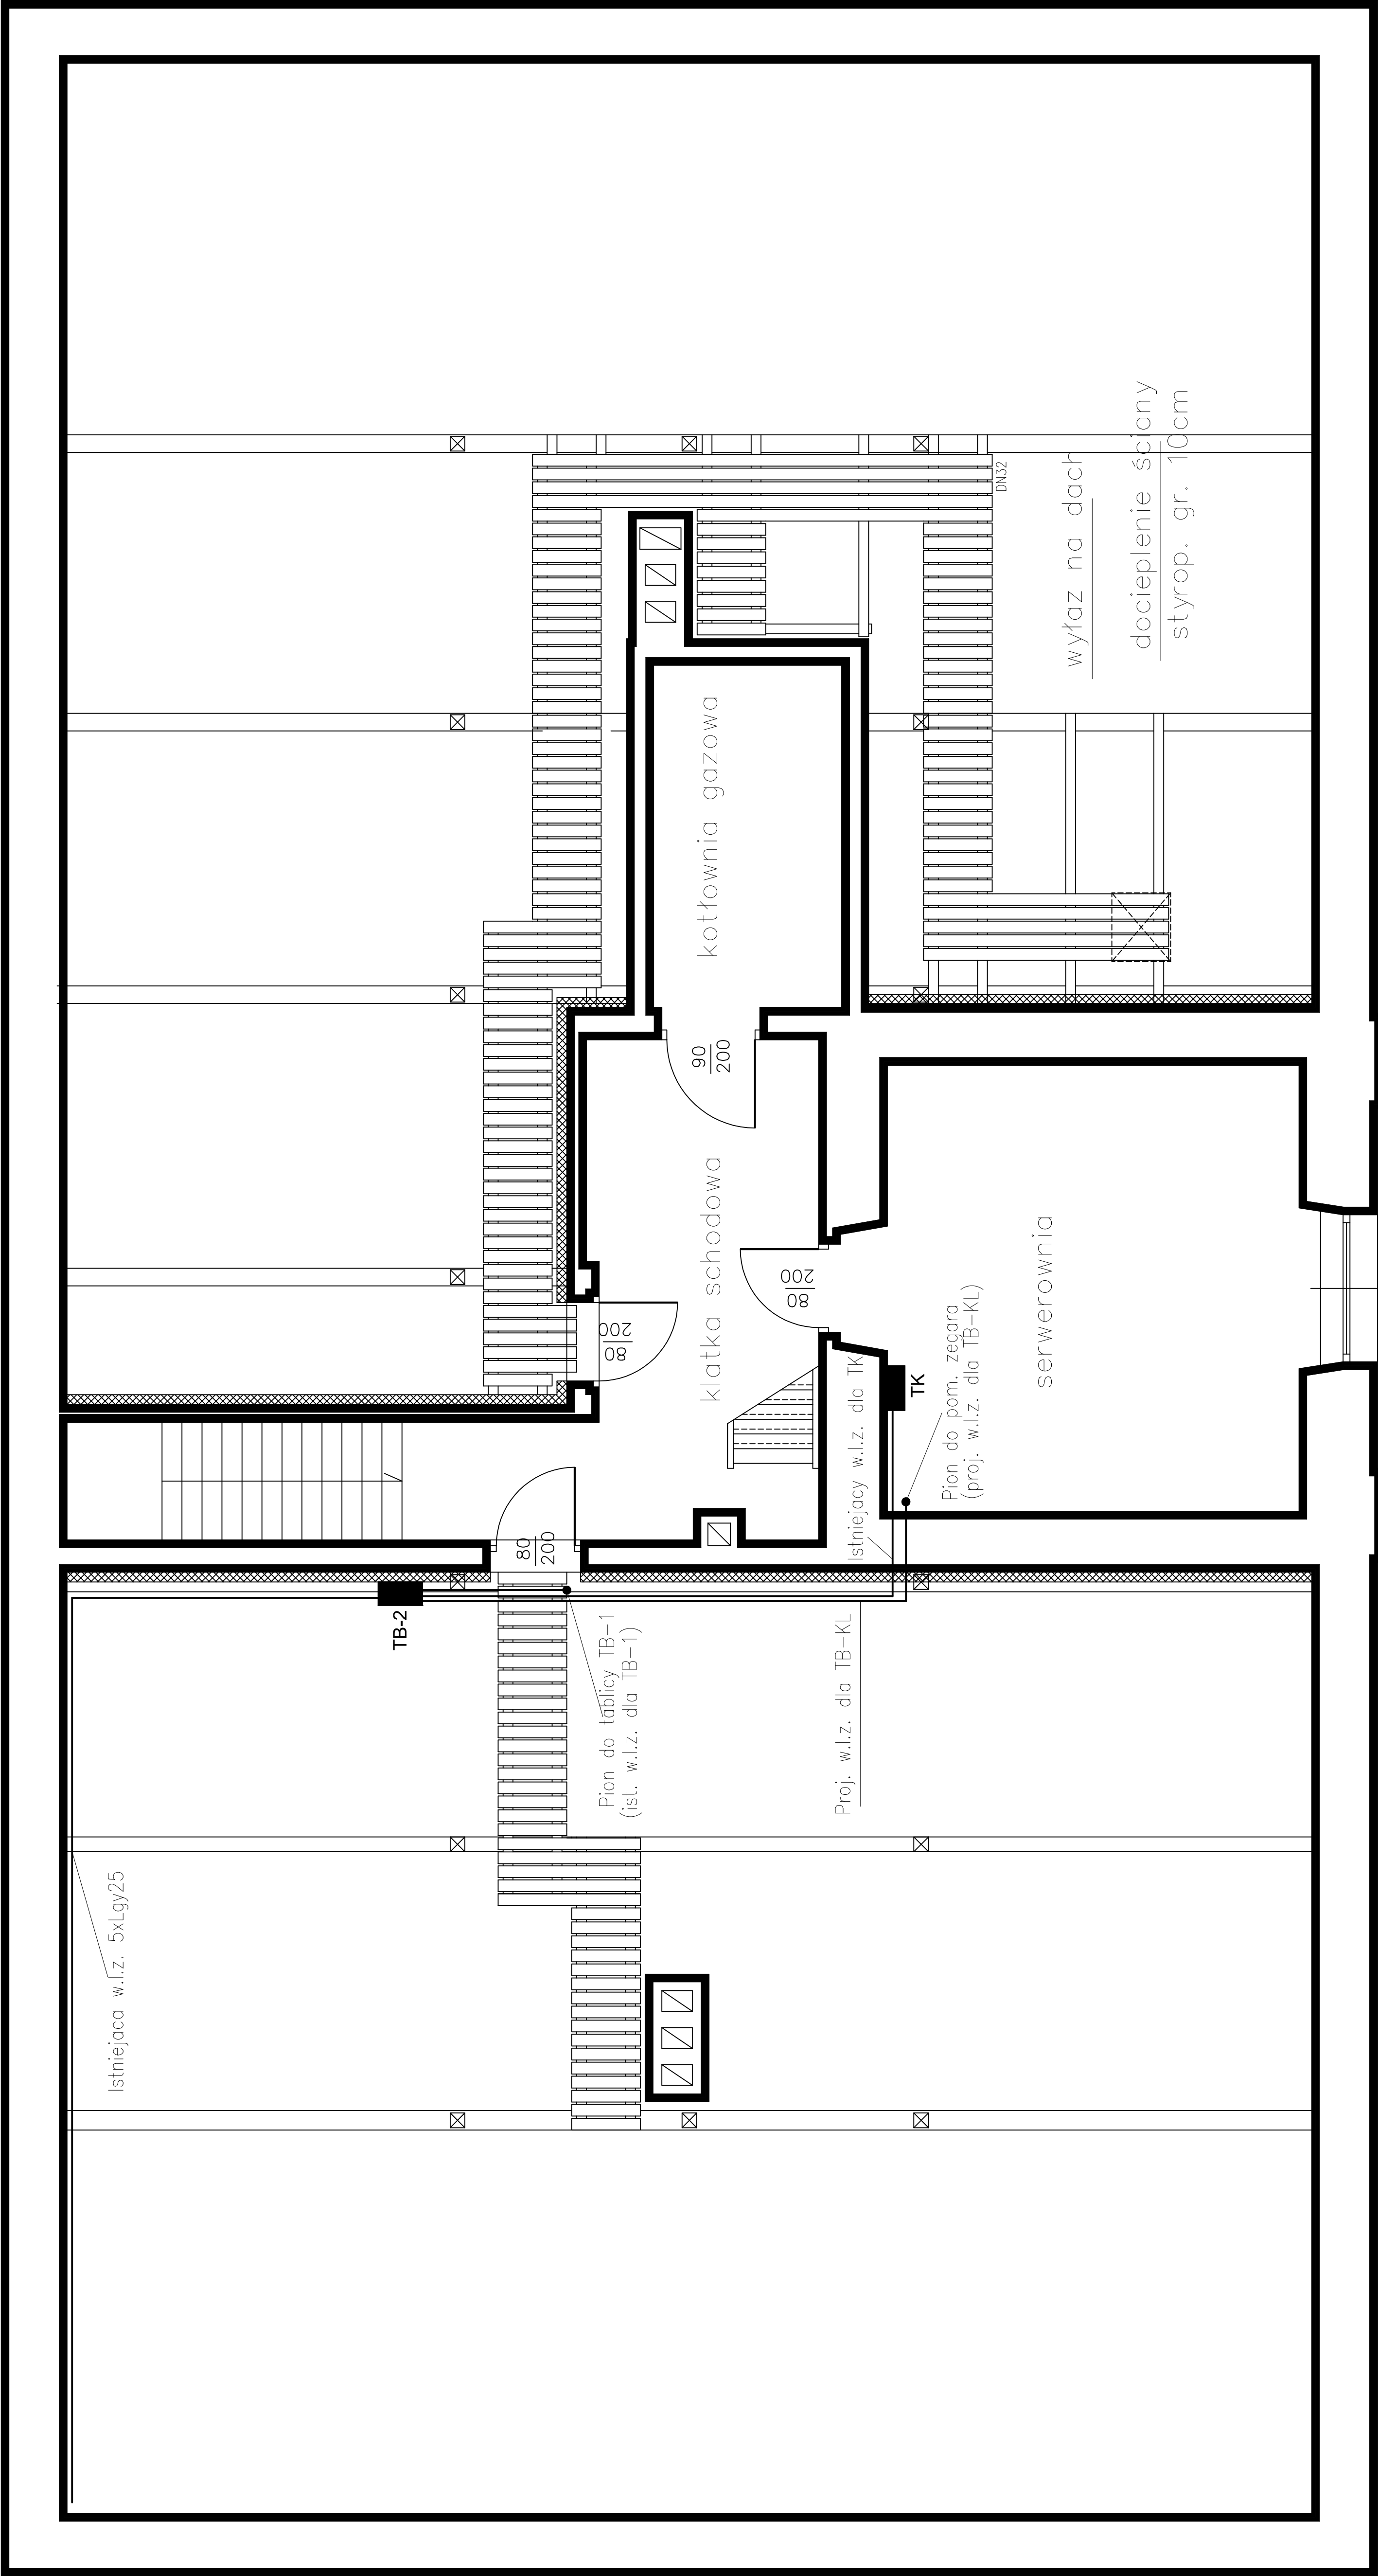 DN32
wyłaz na dach
docieplenie ściany
styrop. gr. 10cm
kotłownia gazowa
90
200
klatka schodowa
80
200
80
200
serwerownia
TK
Pion do pom. zegara
(proj. w.l.z. dla TB-KL)
Istniejacy w.l.z. dla TK
80
200
TB-2
Pion do tablicy TB-1
(ist. w.l.z. dla TB-1)
Proj. w.l.z. dla TB-KL
Istniejaca w.l.z. 5xLgy25